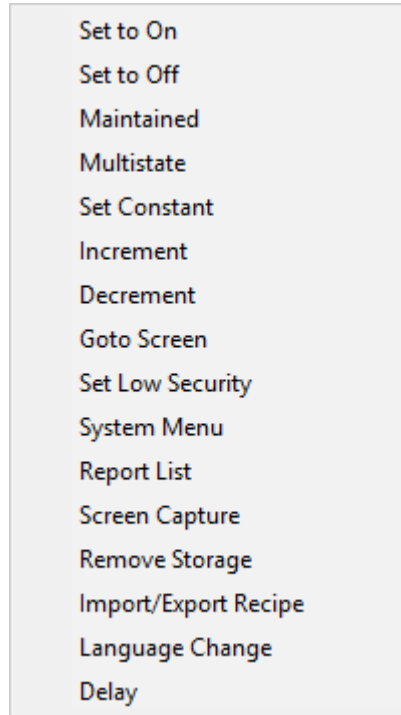 Set to On
Set to Off
Maintained
Multistate
Set Constant
Increment
Decrement
Goto Screen
Set Low Security
System Menu
Report List
Screen Capture
Remove Storage
Import/Export Recipe
Language Change
Delay